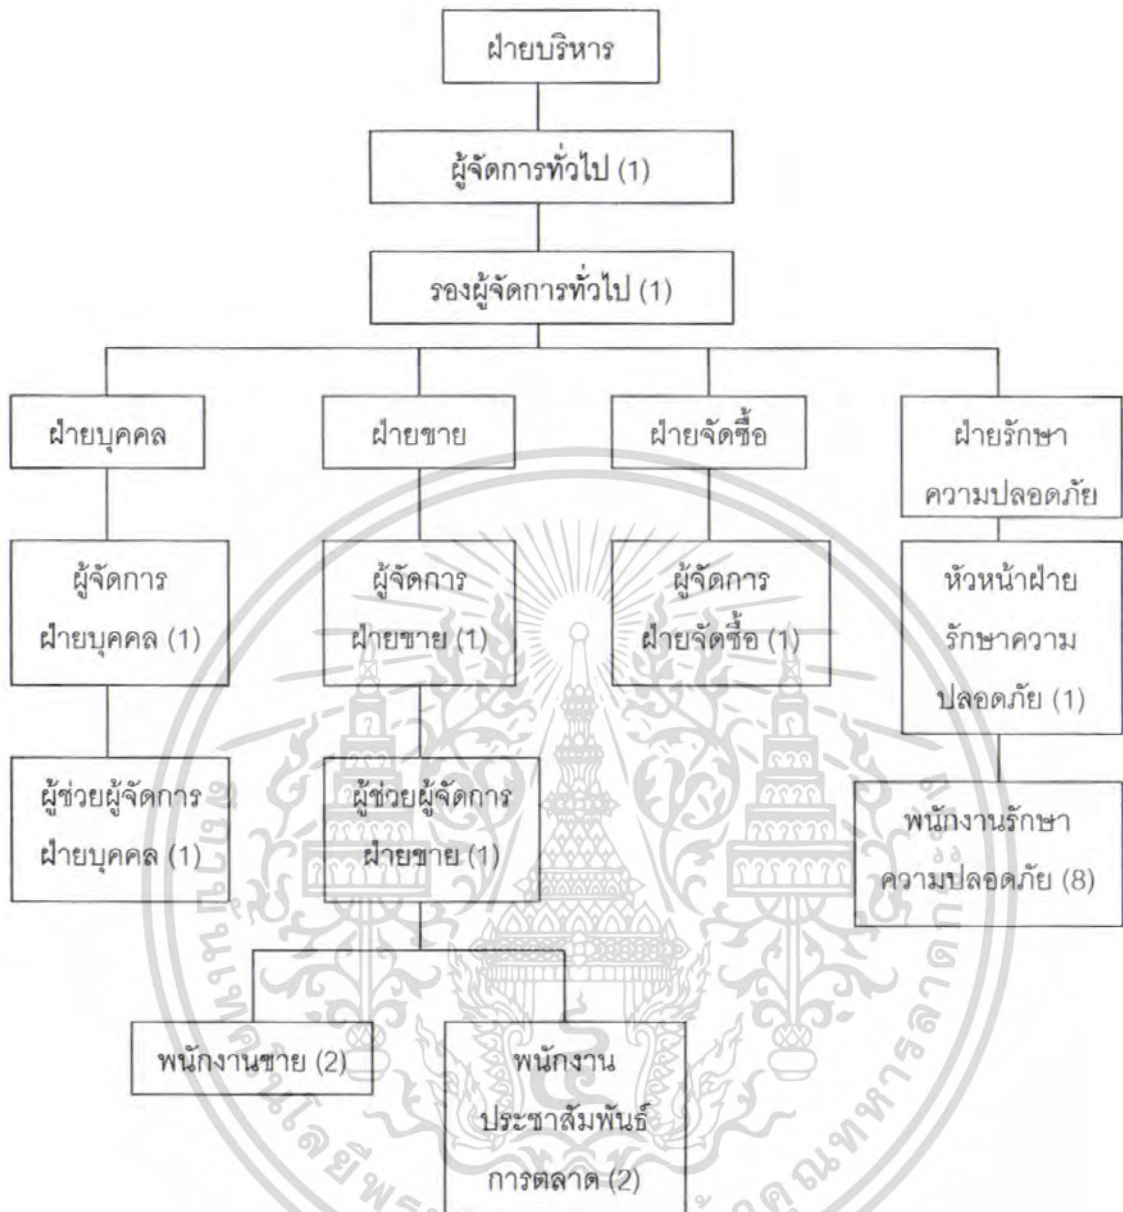 ฝ่ายบริหาร
ผู้จัดการทั่วไป (1)
รองผู้จัดการทั่วไป (1)
ฝ่ายบุคคล
ฝ่ายขาย
ฝ่ายจัดซื้อ
ฝ่ายรักษา
ความปลอดภัย
ผู้จัดการ
ฝ่ายบุคคล (1)
ผู้จัดการ
ฝ่ายขาย (1)
ผู้จัดการ
ฝ่ายจัดซื้อ (1)
หัวหน้าฝ่าย
รักษาความ
ปลอดภัย (1)
ผู้ช่วยผู้จัดการ
ฝ่ายบุคคล (1)
ผู้ช่วยผู้จัดการ
ฝ่ายขาย (1)
พนักงานรักษา
ความปลอดภัย (8)
พนักงานขาย (2)
พนักงาน
ประชาสัมพันธ์
การตลาด (2)